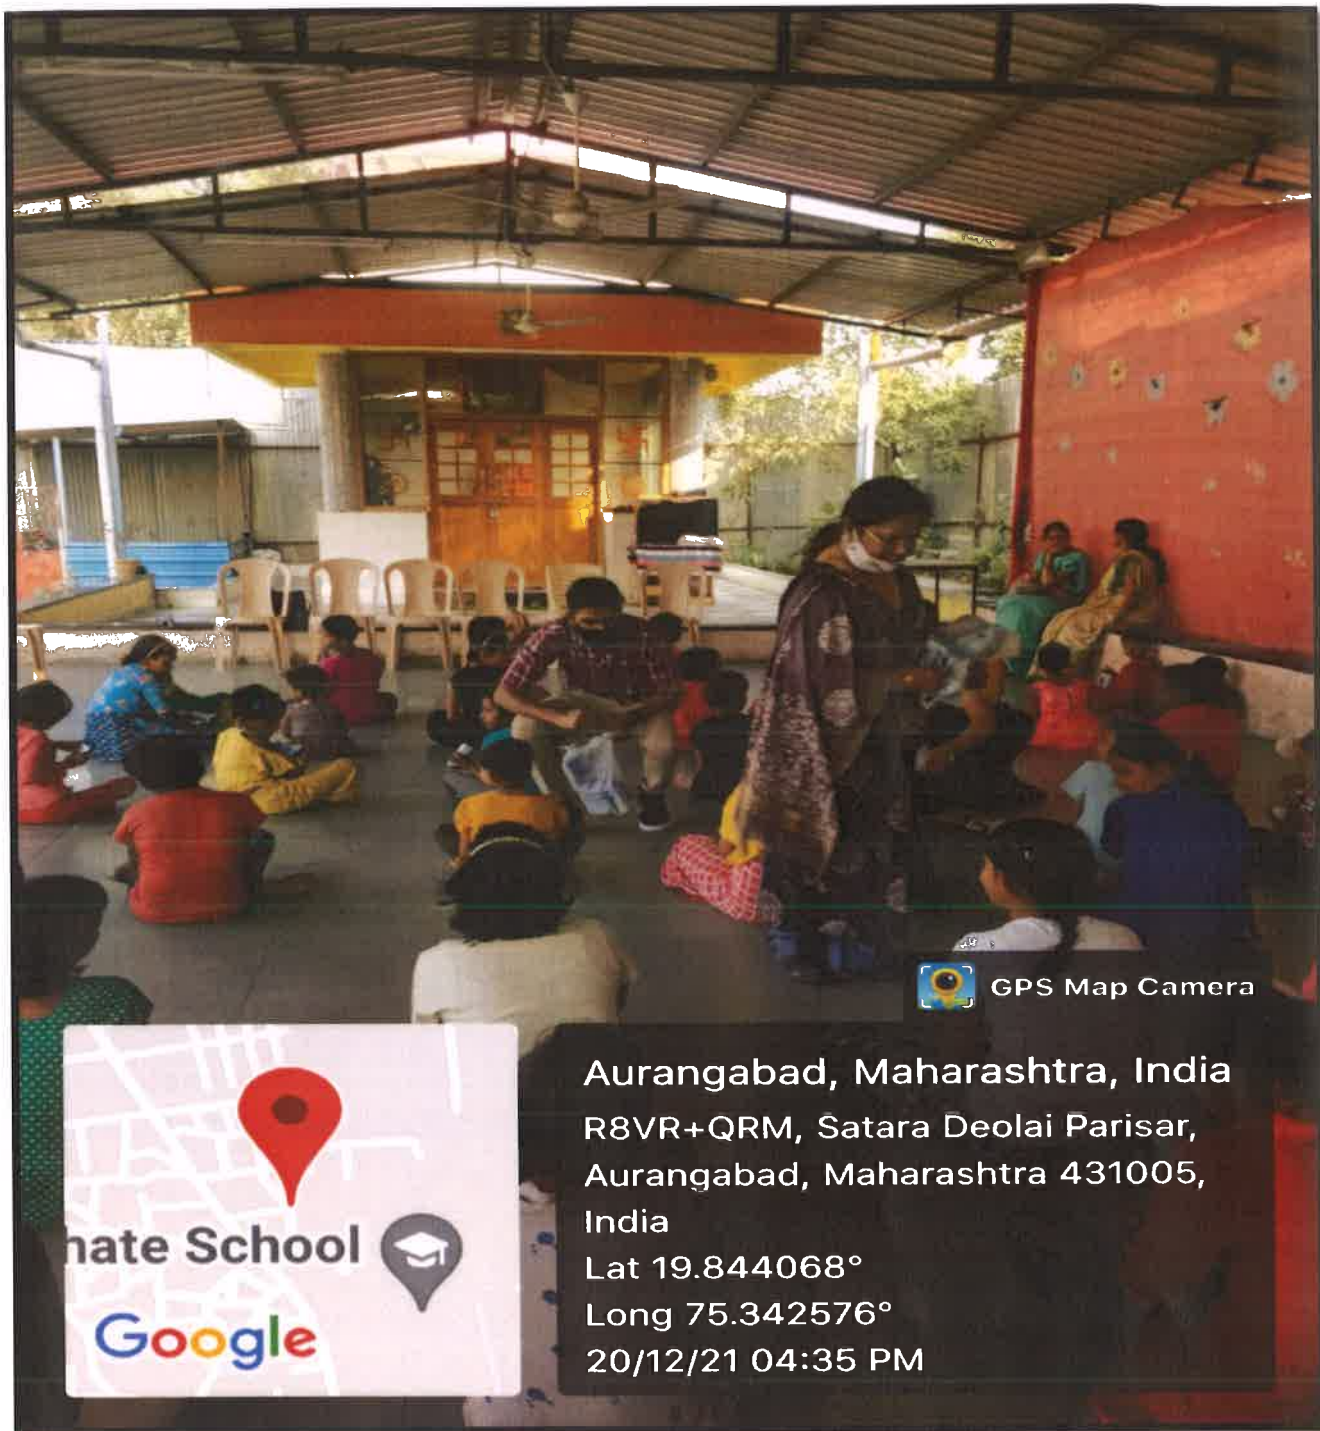 GPS Map Camera
Aurangabad, Maharashtra, India
R8VR+QRM, Satara Deolai Parisar,
Aurangabad, Maharashtra 431005,
India
Lat 19.844068°
Long 75.342576°
20/12/21 04:35 PM
nate School
Google